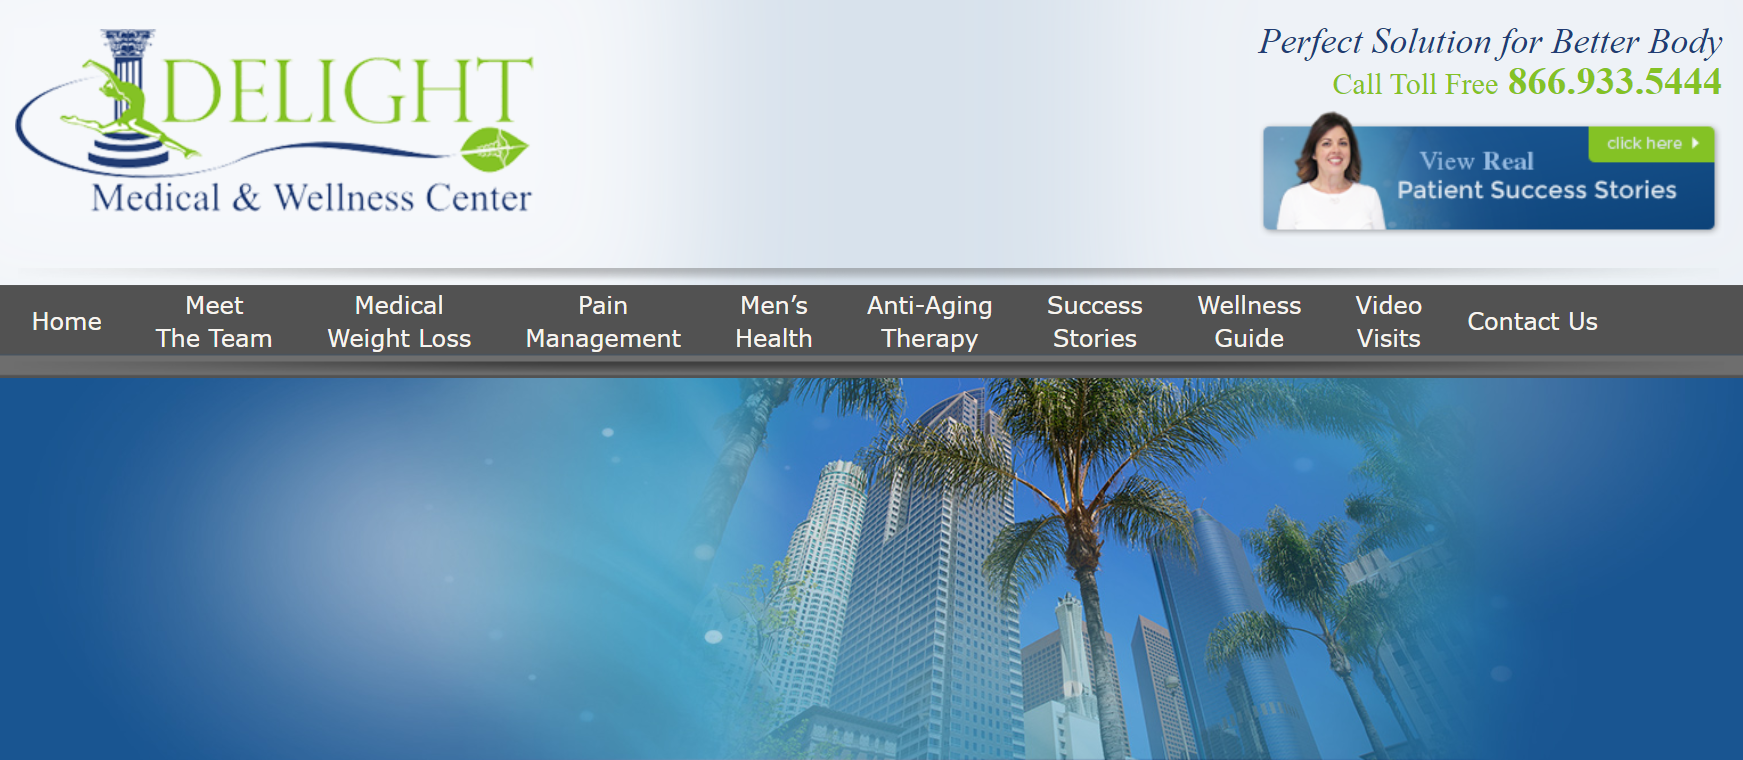 DELIGHT
Medical & Wellness Center
Perfect Solution for Better Body
Call Toll Free 866.933.5444
click here
View Real
Patient Success Stories
Home
Meet
The Team
Medical
Weight Loss
Pain
Management
Men’s
Health
Anti-Aging
Therapy
Success
Stories
Wellness
Guide
Video
Visits
Contact Us